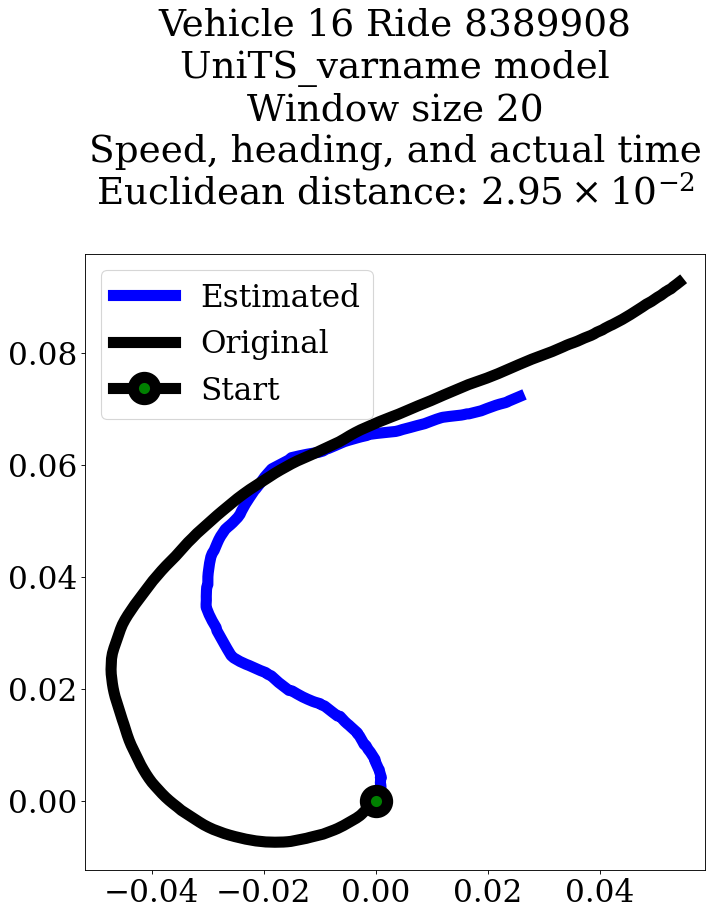 Vehicle 16 Ride 8389908
UniTS_varname model
Window size 20
Speed, heading, and actual time
Euclidean distance: 2.95 × 10⁻²
Estimated
Original
Start
0.08
0.06
0.04
0.02
0.00
−0.04 −0.02 0.00 0.02 0.04